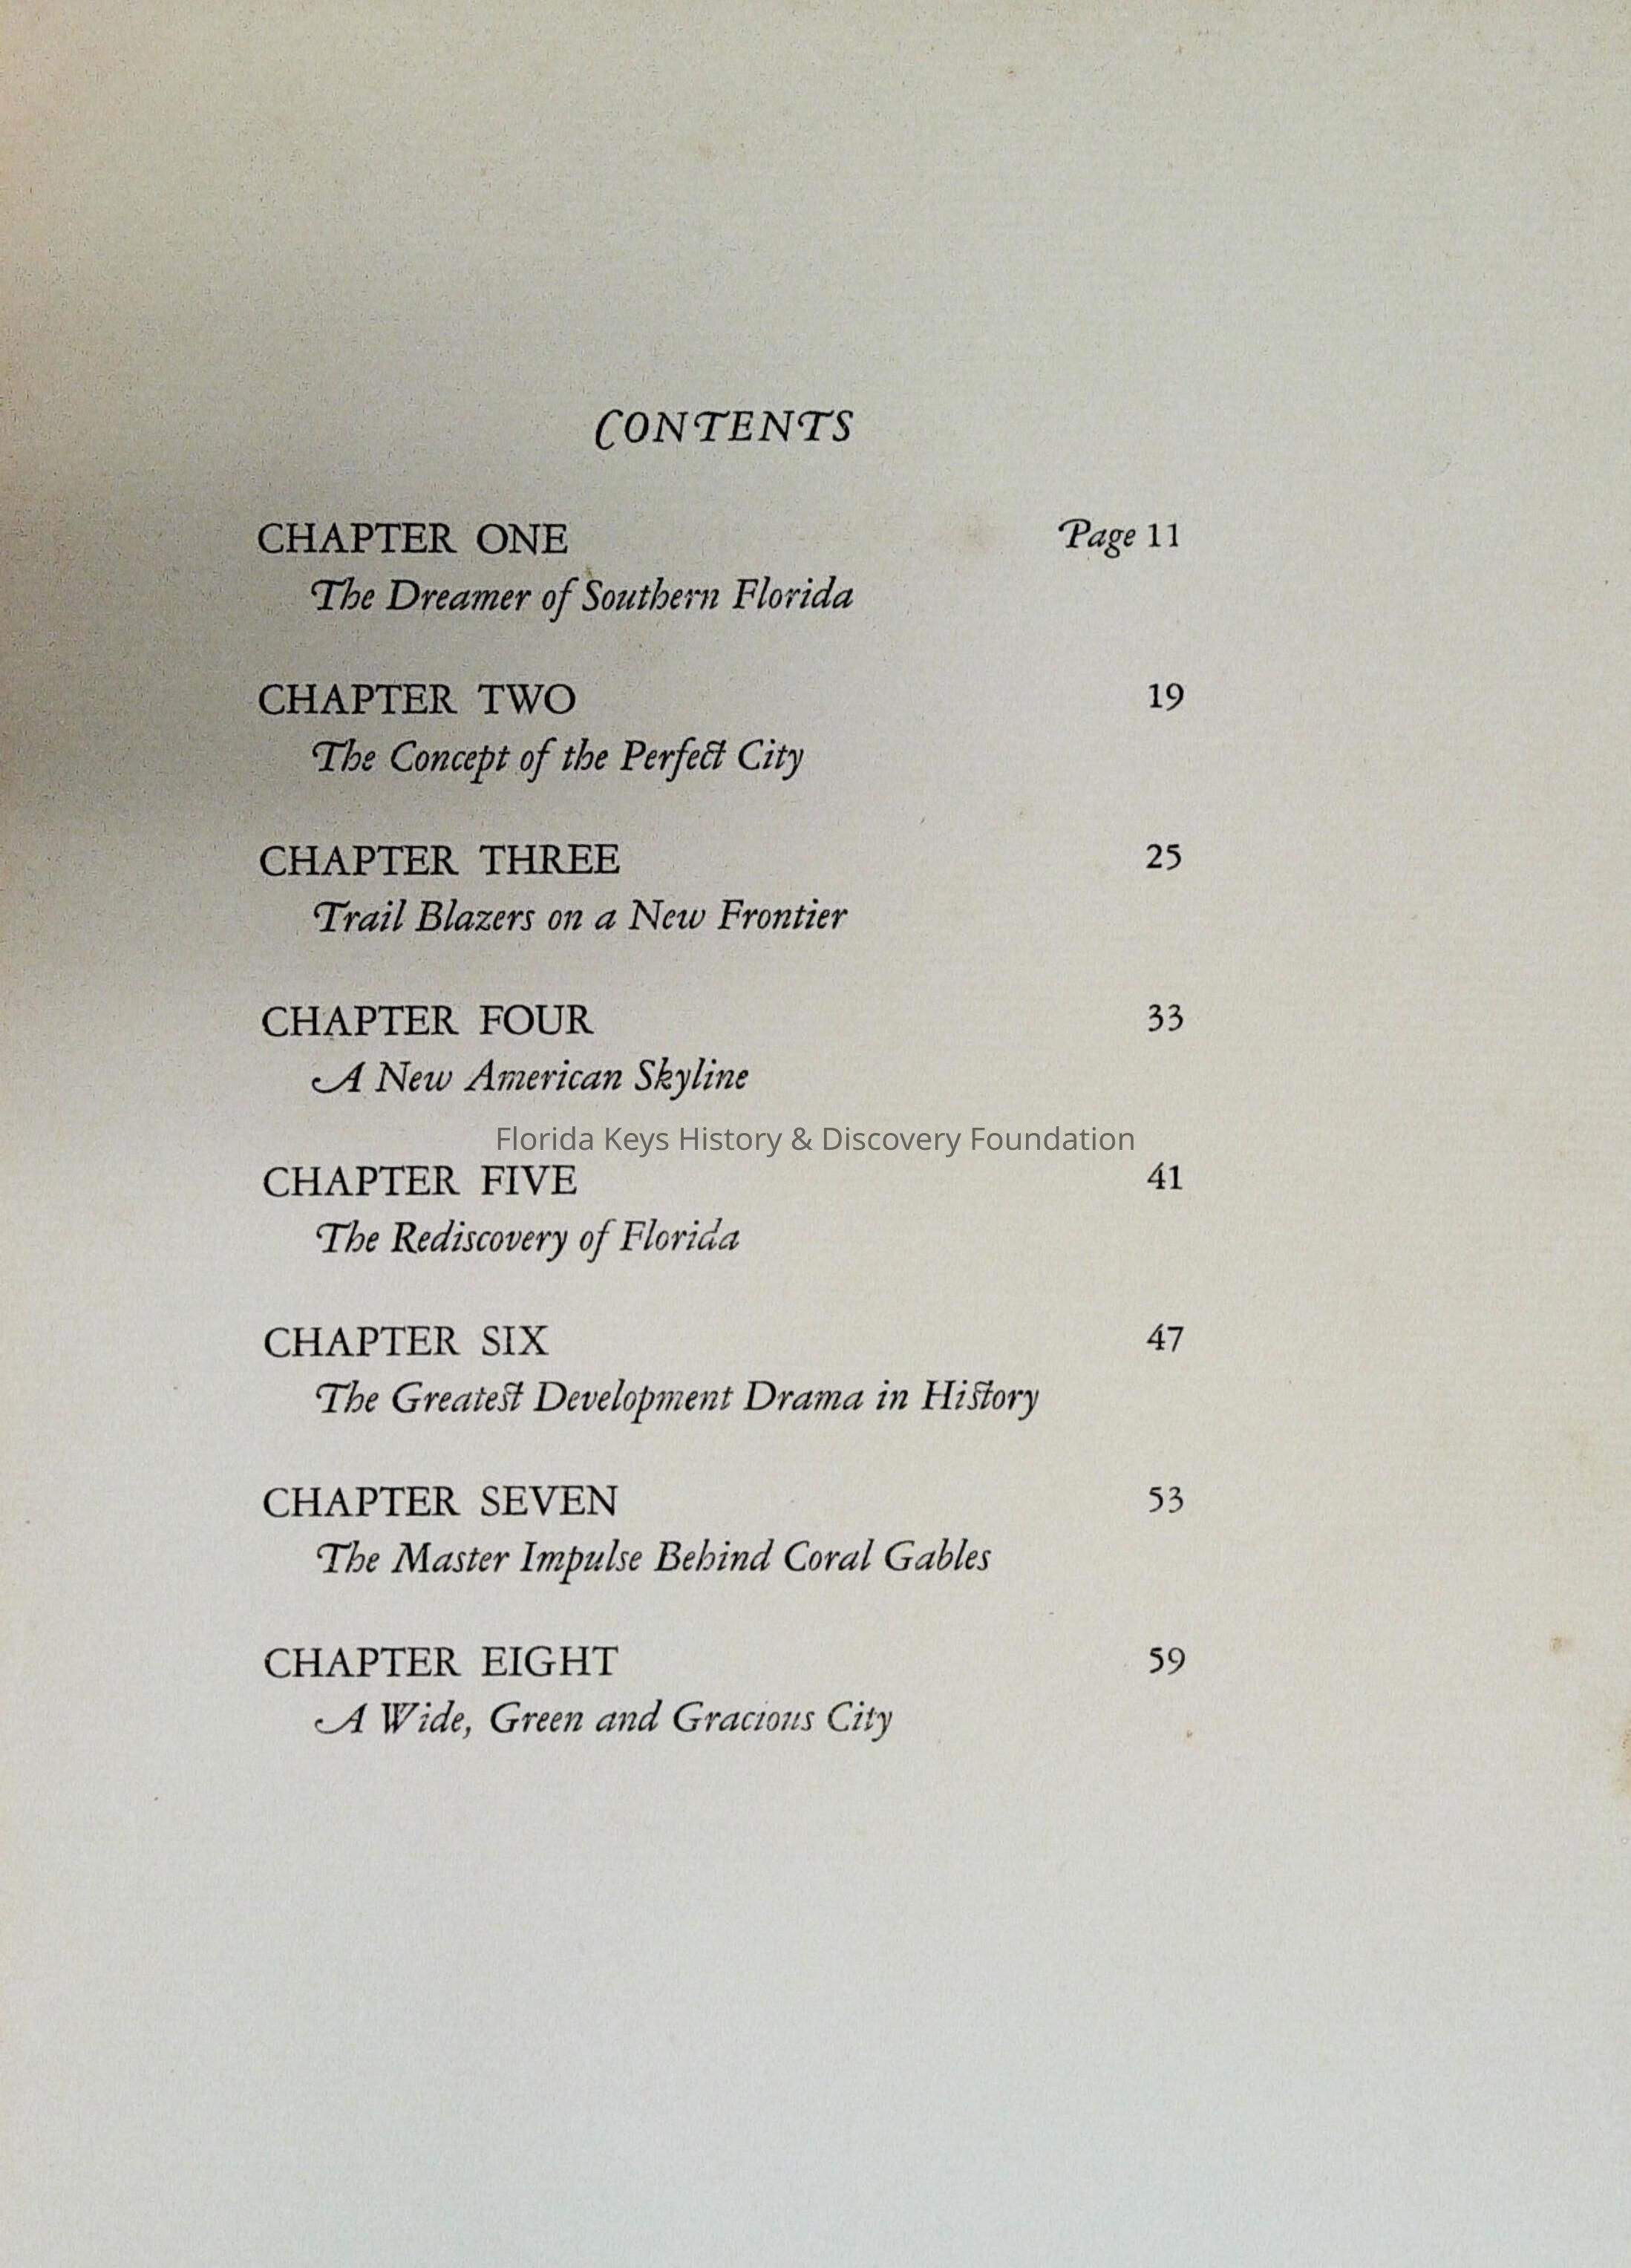 CONTENTS
CHAPTER ONE Page 11
The Dreamer of Southern Florida
CHAPTER TWO 19
The Concept of the Perfect City
CHAPTER THREE 25
Trail Blazers on a New Frontier
CHAPTER FOUR 33
A New American Skyline
Florida Keys History & Discovery Foundation
CHAPTER FIVE 41
The Rediscovery of Florida
CHAPTER SIX 47
The Greatest Development Drama in History
CHAPTER SEVEN 53
The Master Impulse Behind Coral Gables
CHAPTER EIGHT 59
A Wide, Green and Gracious City